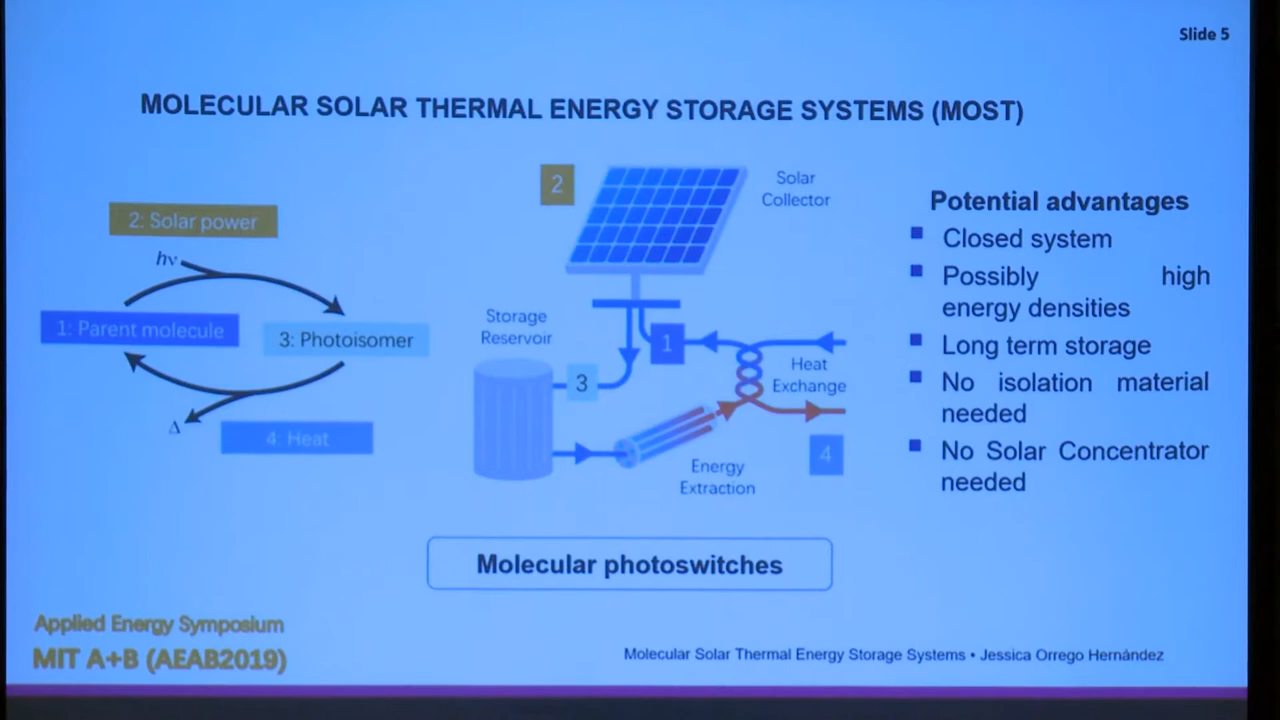 Slide 5
MOLECULAR SOLAR THERMAL ENERGY STORAGE SYSTEMS (MOST)
2: Solar power
hν
1: Parent molecule
3: Photoisomer
Δ
4: Heat
2
Solar
Collector
Storage
Reservoir
1
3
Heat
Exchange
4
Energy
Extraction
Potential advantages
Closed system
Possibly high
energy densities
Long term storage
No isolation material
needed
No Solar Concentrator
needed
Molecular photoswitches
Applied Energy Symposium
MIT A+B (AEAB2019)
Molecular Solar Thermal Energy Storage Systems • Jessica Orrego Hernández